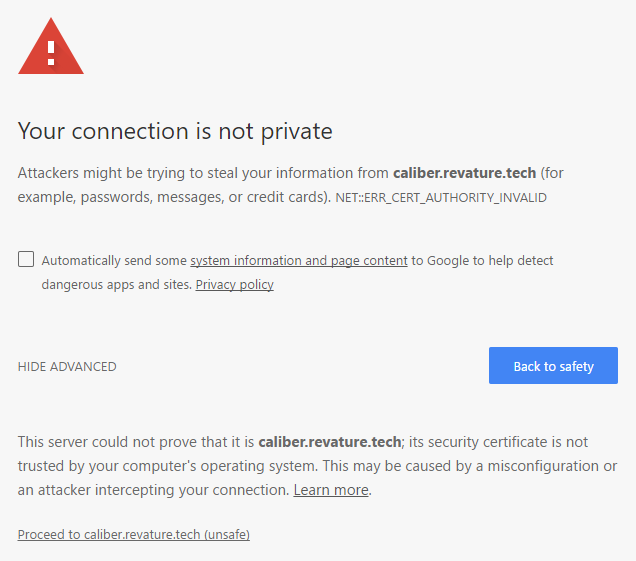 Your connection is not private
Attackers might be trying to steal your information from caliber.revature.tech (for
example, passwords, messages, or credit cards). NET::ERR_CERT_AUTHORITY_INVALID
Automatically send some system information and page content to Google to help detect
dangerous apps and sites. Privacy policy
HIDE ADVANCED
Back to safety
This server could not prove that it is caliber.revature.tech; its security certificate is not
trusted by your computer's operating system. This may be caused by a misconfiguration or
an attacker intercepting your connection. Learn more.
Proceed to caliber.revature.tech (unsafe)